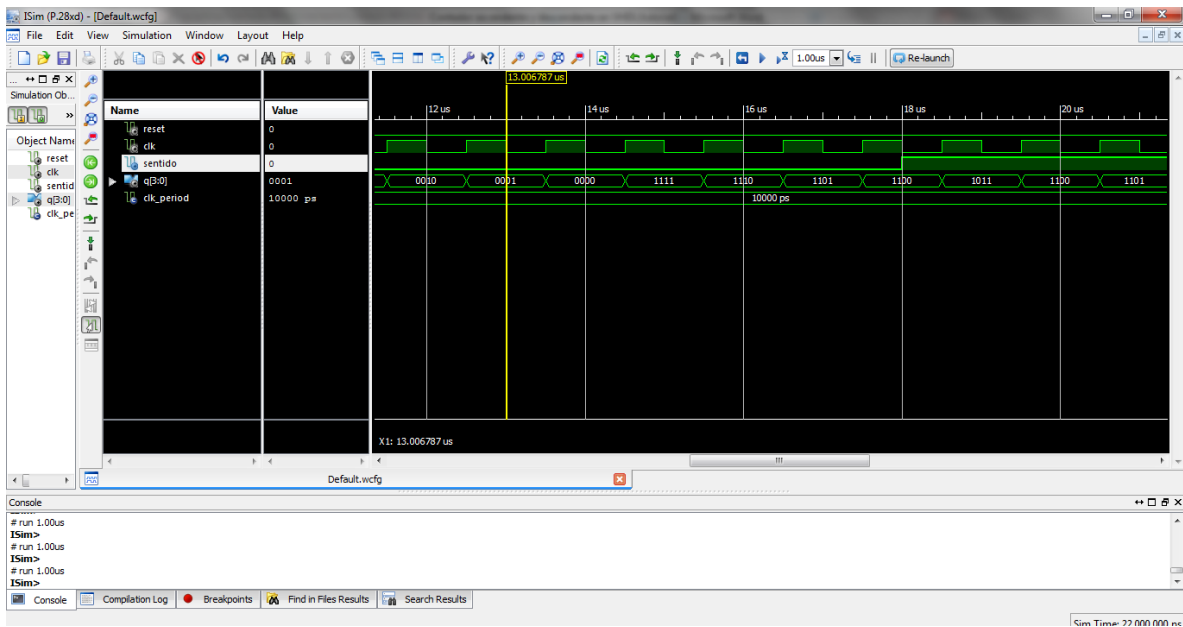 ISim (P.28xd) - [Default.wcfg]
File Edit View Simulation Window Layout Help
1.00us Re-launch
Simulation Ob...
Object Name
reset
clk
sentid
q[3:0]
clk_pe
Name Value
reset 0
clk 0
sentido 0
q[3:0] 0001
clk_period 10000 ps
13.006787 us
12 us 14 us 16 us 18 us 20 us
0010 0001 0000 1111 1110 1101 1100 1011 1100 1101
10000 ps
X1: 13.006787 us
Default.wcfg
Console
# run 1.00us
ISim>
# run 1.00us
ISim>
# run 1.00us
ISim>
Console Compilation Log Breakpoints Find in Files Results Search Results
Sim Time: 22,000,000 ps